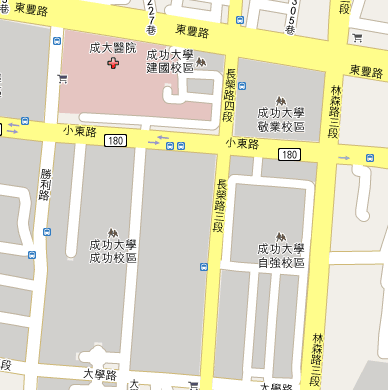 巷
227巷
305巷
三段
東豐路
東豐路
成大醫院
成功大學
建國校區
長榮路四段
成功大學
敬業校區
林森路三段
小東路
180
小東路
180
勝利路
長榮路三段
成功大學
成功校區
成功大學
自強校區
林森路三段
段
大學路
大學路